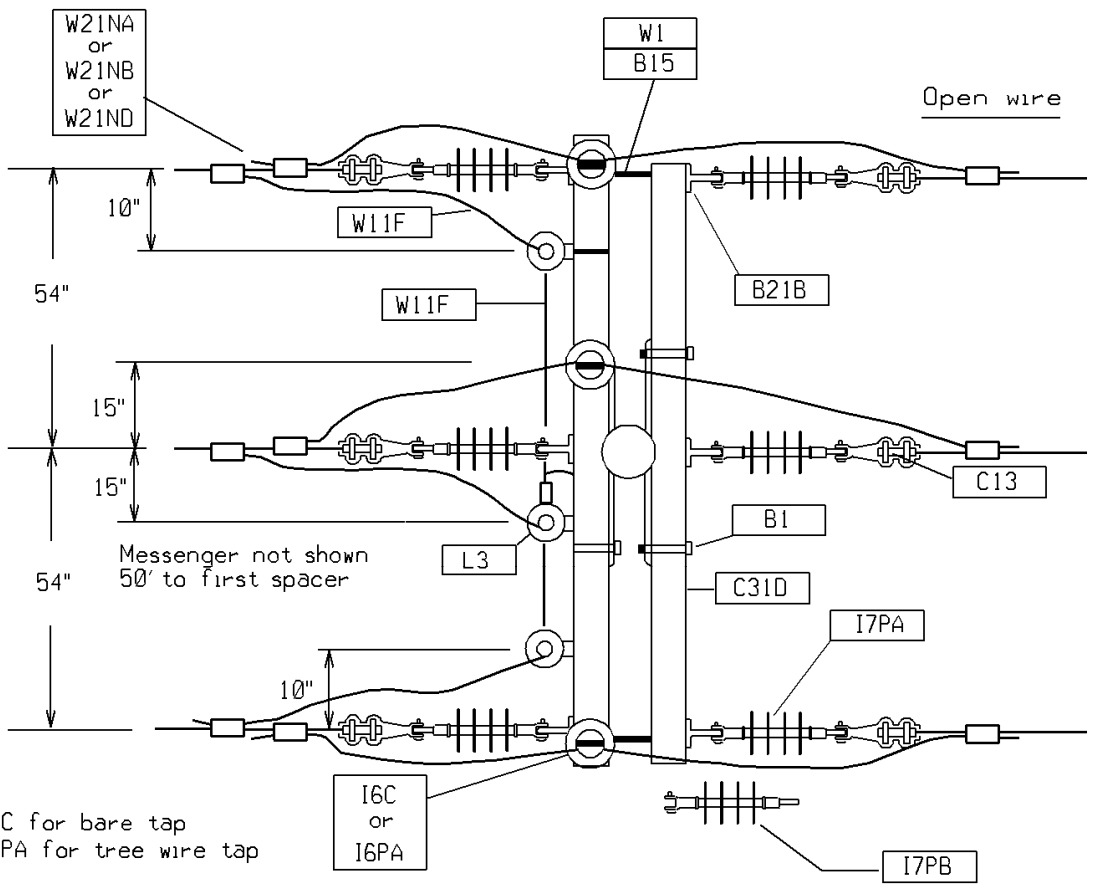 W21NA
or
W21NB
or
W21ND
W1
B15
Open wire
10"
W11F
54"
W11F
B21B
15"
15"
C13
Messenger not shown
50' to first spacer
L3
B1
54"
C31D
I7PA
10"
I6C
or
I6PA
C for bare tap
PA for tree wire tap
I7PB